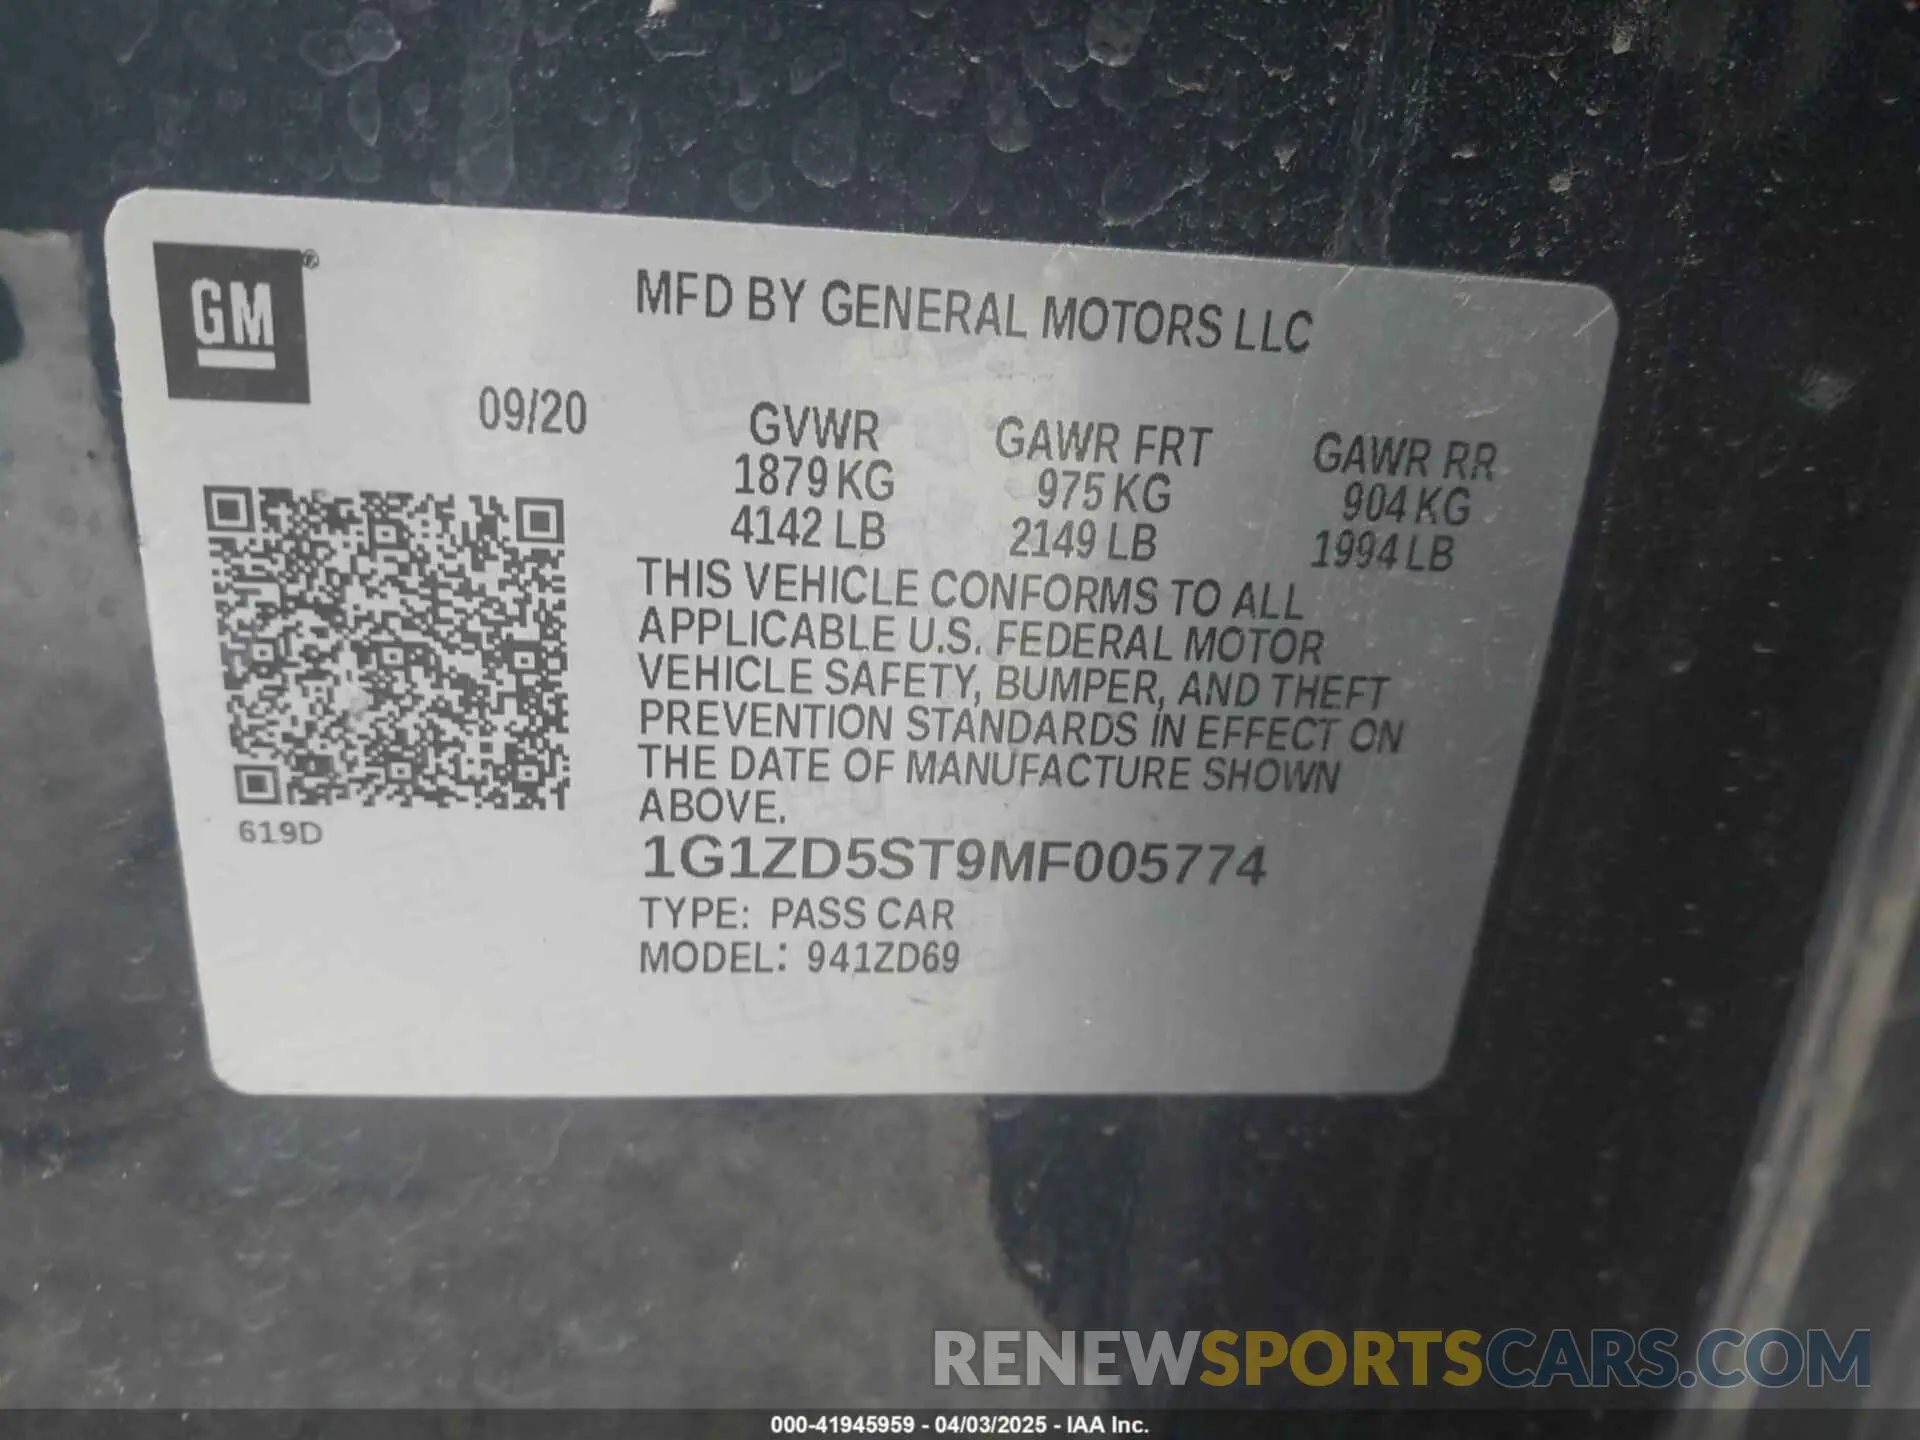 GM ®
MFD BY GENERAL MOTORS LLC
09/20
GVWR GAWR FRT GAWR RR
1879 KG 975 KG 904 KG
4142 LB 2149 LB 1994 LB
THIS VEHICLE CONFORMS TO ALL
APPLICABLE U.S. FEDERAL MOTOR
VEHICLE SAFETY, BUMPER, AND THEFT
PREVENTION STANDARDS IN EFFECT ON
THE DATE OF MANUFACTURE SHOWN
ABOVE.
619D
1G1ZD5ST9MF005774
TYPE: PASS CAR
MODEL: 941ZD69
RENEWSPORTSCARS.COM
000-41945959 - 04/03/2025 - IAA Inc.